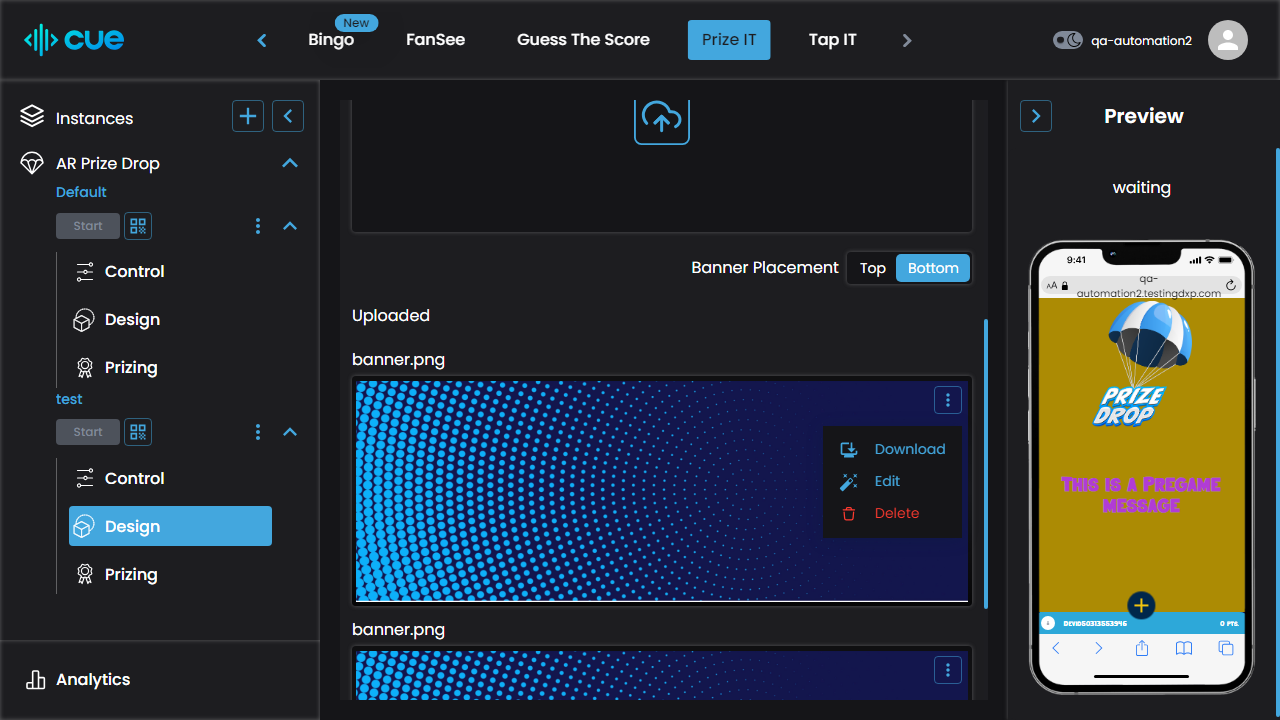 cue
Bingo
New
FanSee
Guess The Score
Prize IT
Tap IT
qa-automation2
Instances
AR Prize Drop
Default
Start
Control
Design
Prizing
test
Start
Control
Design
Prizing
Analytics
Banner Placement
Top
Bottom
Uploaded
banner.png
Download
Edit
Delete
banner.png
Preview
waiting
9:41
AA
qa-
automation2.testingdxp.com
PRIZE
DROP
This is a Pregame
message
0 PTS.